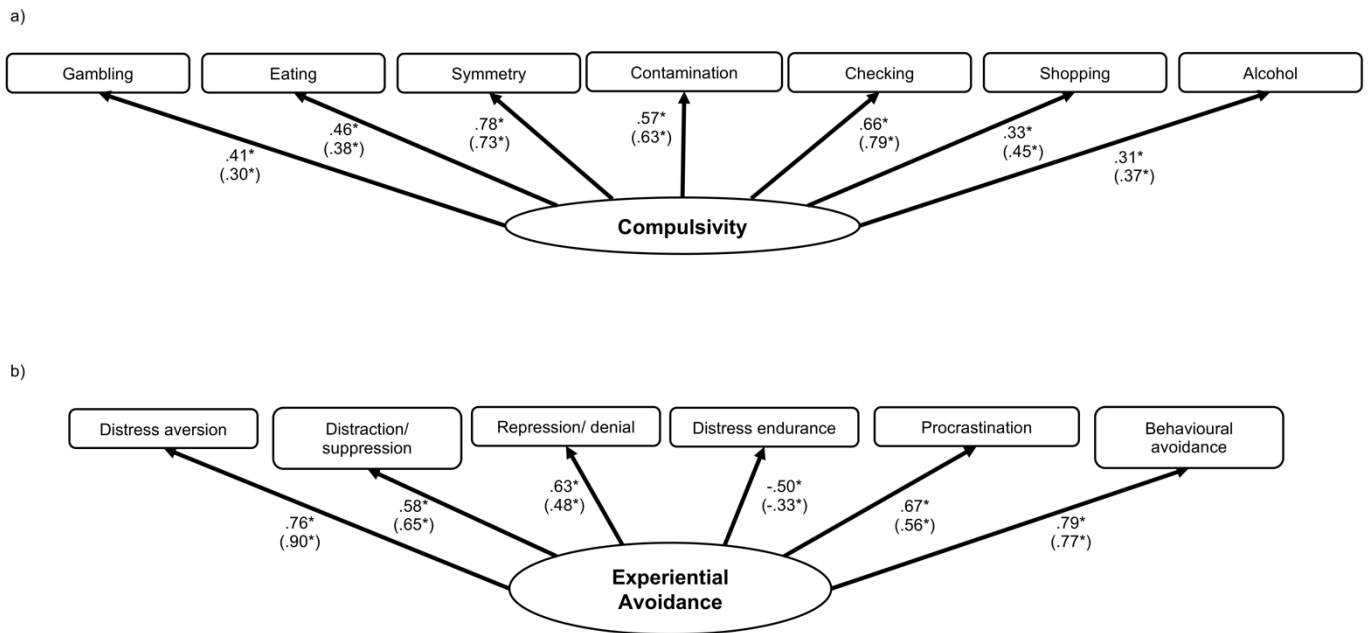 a)
Gambling
Eating
Symmetry
Contamination
Checking
Shopping
Alcohol
.41*
(.30*)
.46*
(.38*)
.78*
(.73*)
.57*
(.63*)
.66*
(.79*)
.33*
(.45*)
.31*
(.37*)
Compulsivity
b)
Distress aversion
Distraction/
suppression
Repression/ denial
Distress endurance
Procrastination
Behavioural
avoidance
.76*
(.90*)
.58*
(.65*)
.63*
(.48*)
-.50*
(-.33*)
.67*
(.56*)
.79*
(.77*)
Experiential
Avoidance